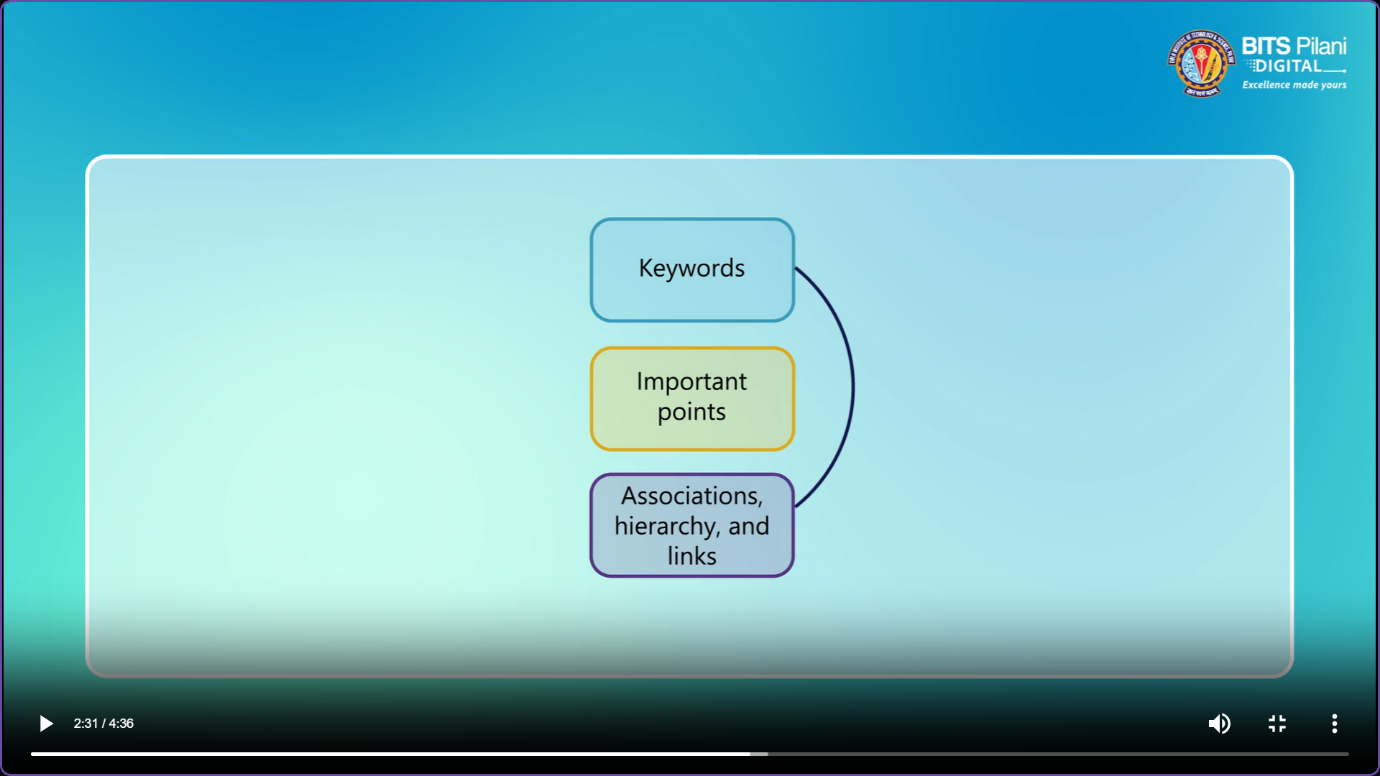 BITS Pilani
DIGITAL
Excellence made yours
Keywords
Important
points
Associations,
hierarchy, and
links
2:31 / 4:36